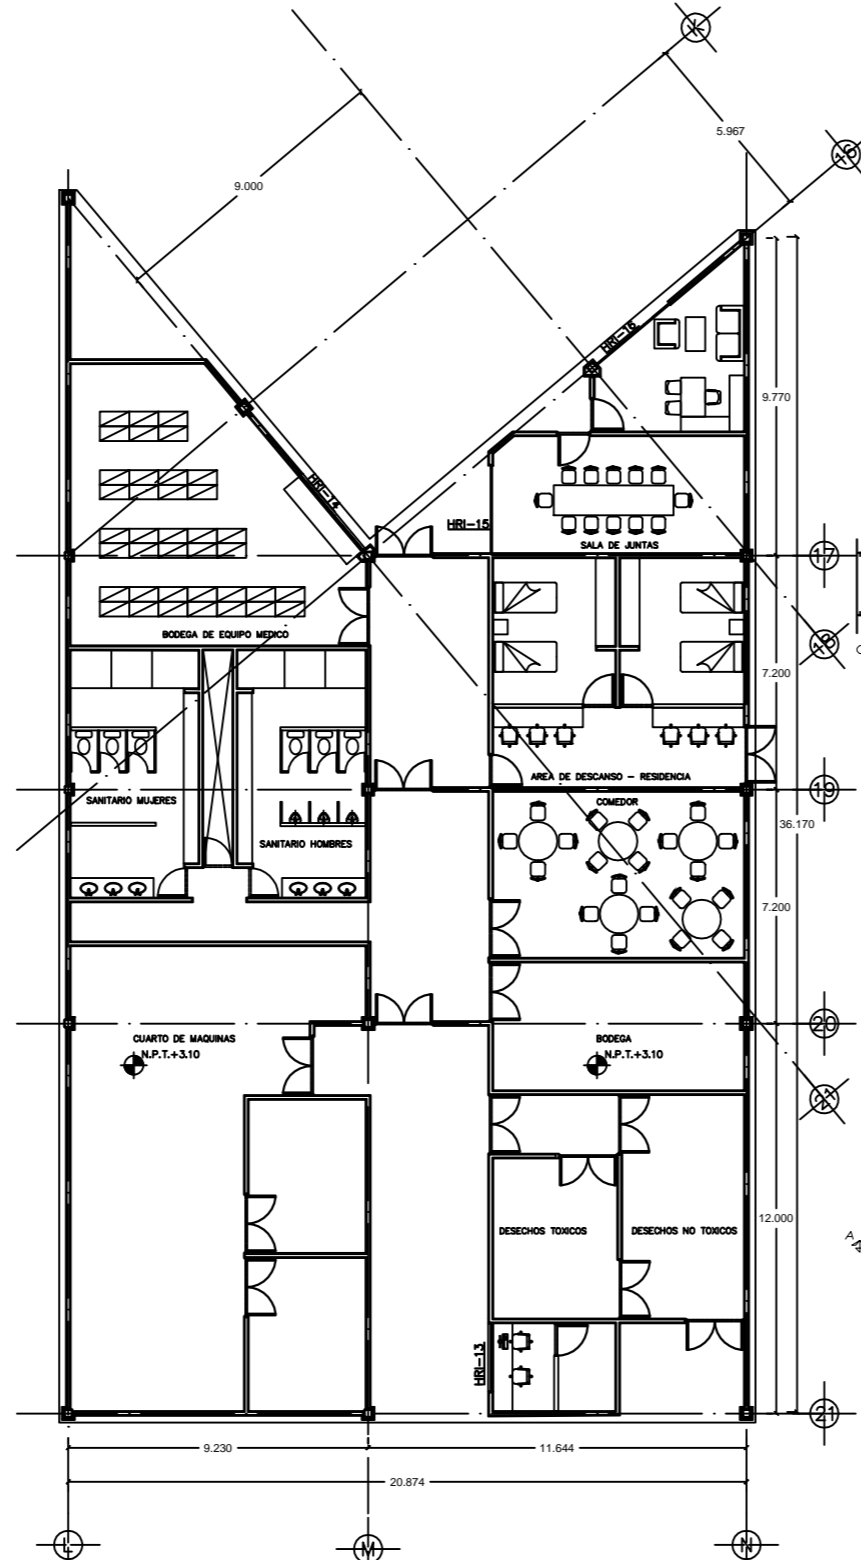 K
5.967
16
9.000
HRI-16
9.770
HRI-14
HRI-15
SALA DE JUNTAS
17
BODEGA DE EQUIPO MEDICO
18
7.200
AREA DE DESCANSO - RESIDENCIA
SANITARIO MUJERES
COMEDOR
19
36.170
SANITARIO HOMBRES
7.200
CUARTO DE MAQUINAS
N.P.T.+3.10
BODEGA
N.P.T.+3.10
20
21
12.000
DESECHOS TOXICOS
DESECHOS NO TOXICOS
HRI-13
21
9.230
11.644
20.874
L
M
N